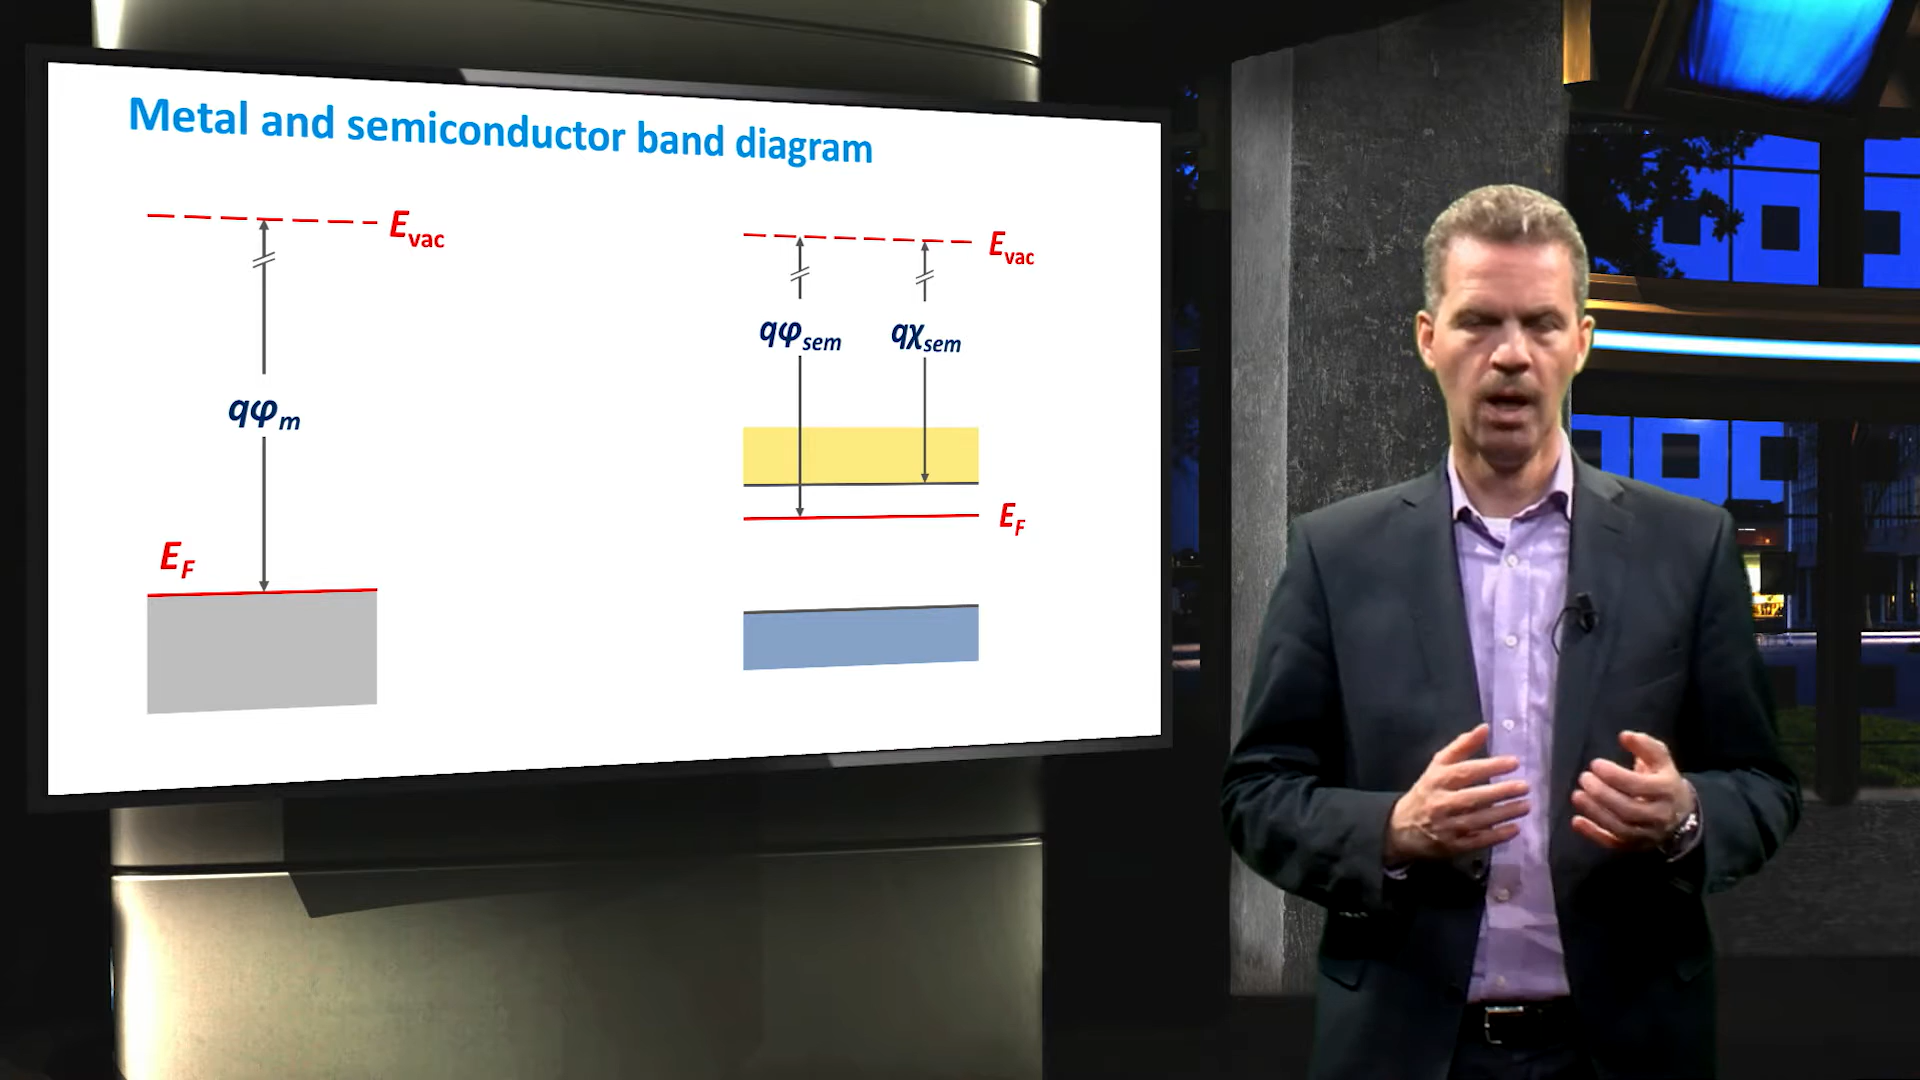 Metal and semiconductor band diagram
Evac
Evac
qφsem
qχsem
qφm
EF
EF